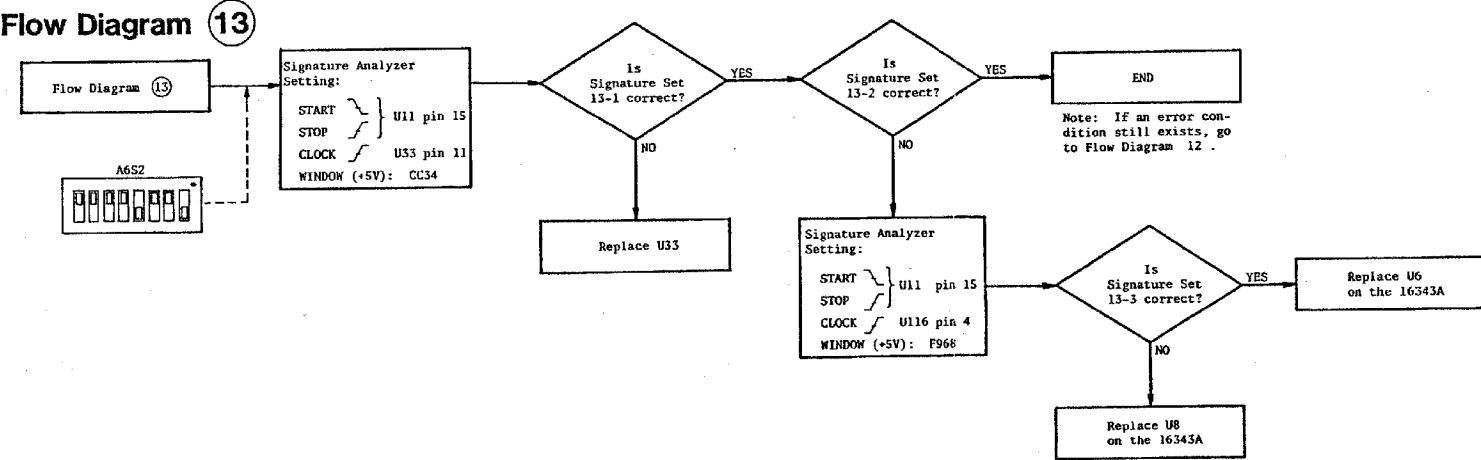 Flow Diagram 13
Flow Diagram 13
A6S2
Signature Analyzer
Setting:
START
STOP
U11 pin 15
CLOCK U33 pin 11
WINDOW (+5V): CC34
Is
Signature Set
13-1 correct?
YES
NO
Replace U33
Is
Signature Set
13-2 correct?
YES
NO
END
Note: If an error con-
dition still exists, go
to Flow Diagram 12 .
Signature Analyzer
Setting:
START
STOP
U11 pin 15
CLOCK U116 pin 4
WINDOW (+5V): F968
Is
Signature Set
13-3 correct?
YES
NO
Replace U6
on the 16343A
Replace U8
on the 16343A